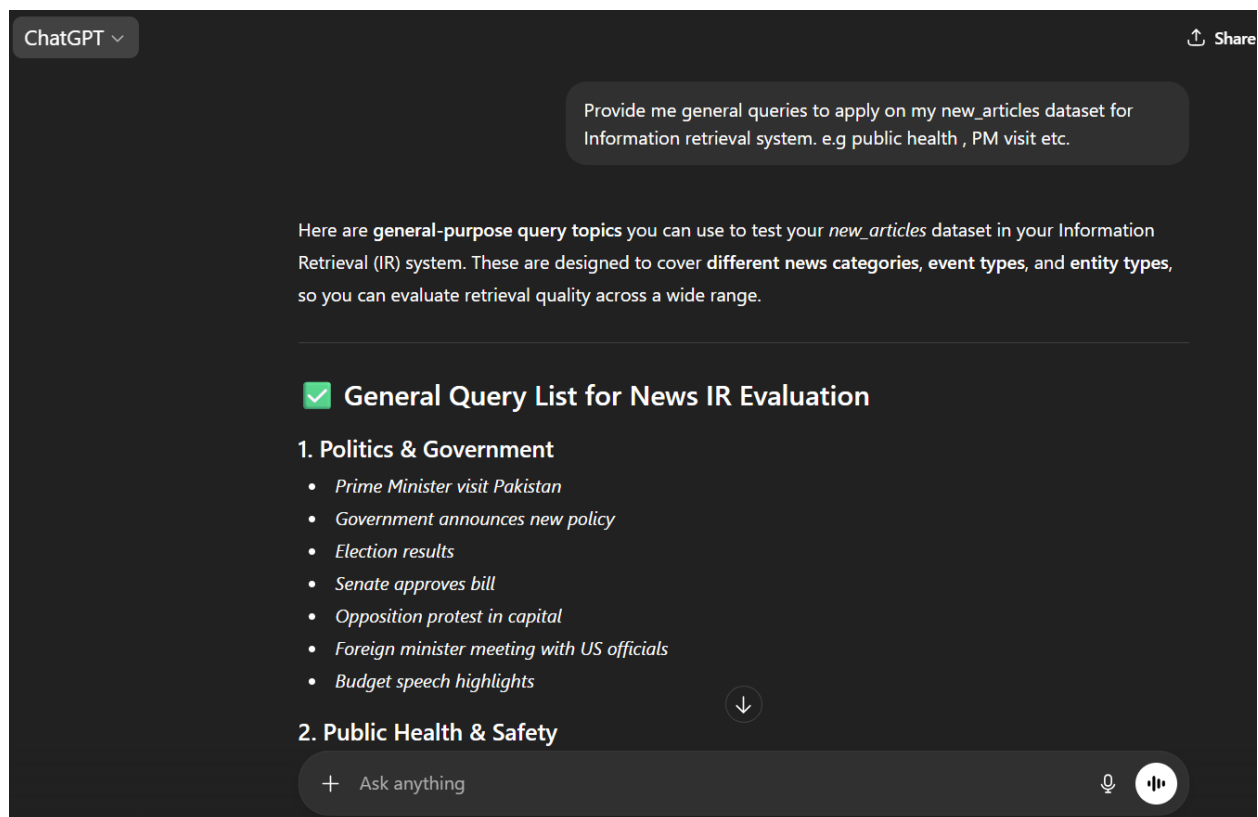 ChatGPT
Share
Provide me general queries to apply on my new_articles dataset for
Information retrieval system. e.g public health , PM visit etc.
Here are general-purpose query topics you can use to test your new_articles dataset in your Information
Retrieval (IR) system. These are designed to cover different news categories, event types, and entity types,
so you can evaluate retrieval quality across a wide range.
General Query List for News IR Evaluation
1. Politics & Government
• Prime Minister visit Pakistan
• Government announces new policy
• Election results
• Senate approves bill
• Opposition protest in capital
• Foreign minister meeting with US officials
• Budget speech highlights
2. Public Health & Safety
Ask anything